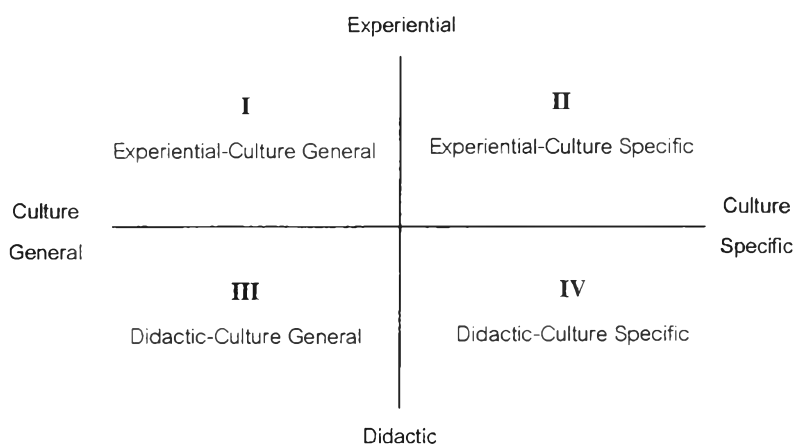 Experiential
I
II
Experiential-Culture General
Experiential-Culture Specific
Culture
General
Culture
Specific
III
IV
Didactic-Culture General
Didactic-Culture Specific
Didactic